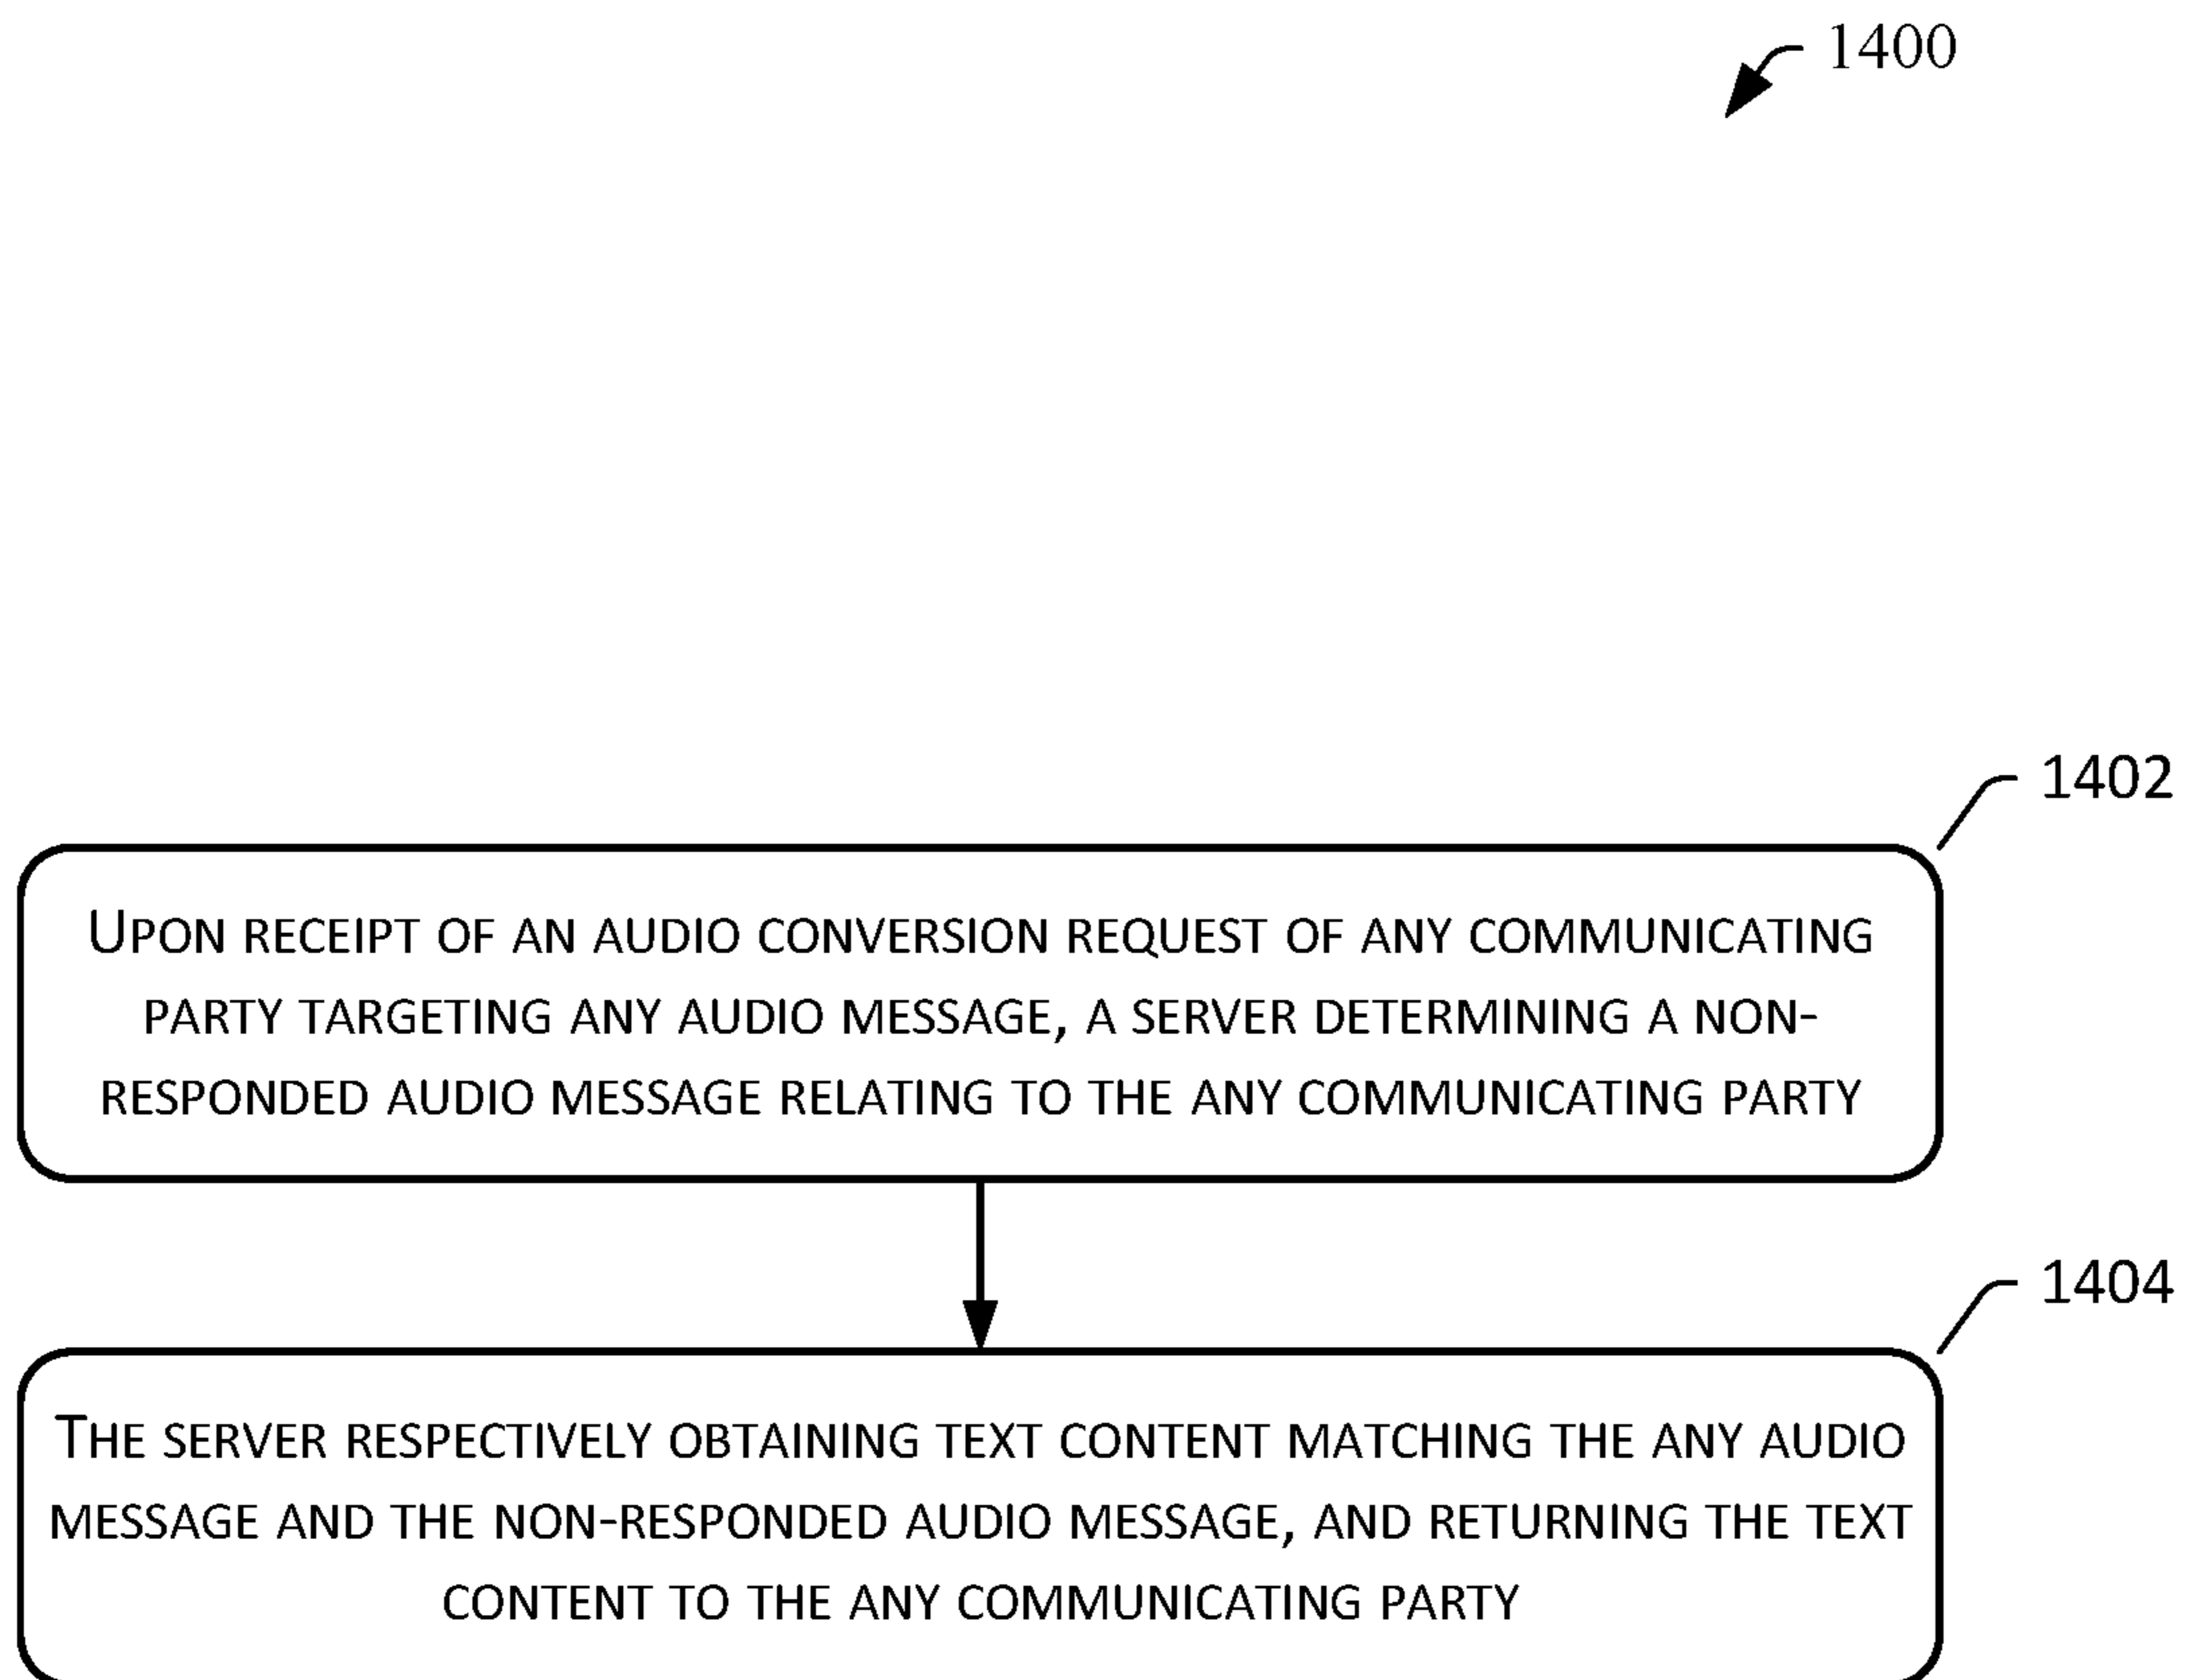 1400
1402
UPON RECEIPT OF AN AUDIO CONVERSION REQUEST OF ANY COMMUNICATING
PARTY TARGETING ANY AUDIO MESSAGE, A SERVER DETERMINING A NON-
RESPONDED AUDIO MESSAGE RELATING TO THE ANY COMMUNICATING PARTY
1404
THE SERVER RESPECTIVELY OBTAINING TEXT CONTENT MATCHING THE ANY AUDIO
MESSAGE AND THE NON-RESPONDED AUDIO MESSAGE, AND RETURNING THE TEXT
CONTENT TO THE ANY COMMUNICATING PARTY